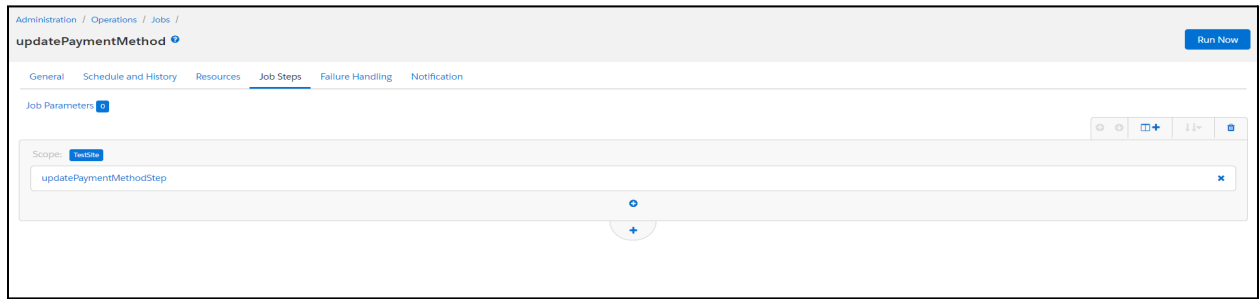 Administration / Operations / Jobs /
updatePaymentMethod ?
Run Now
General Schedule and History Resources Job Steps Failure Handling Notification
Job Parameters 0
Scope: TestSite
updatePaymentMethodStep